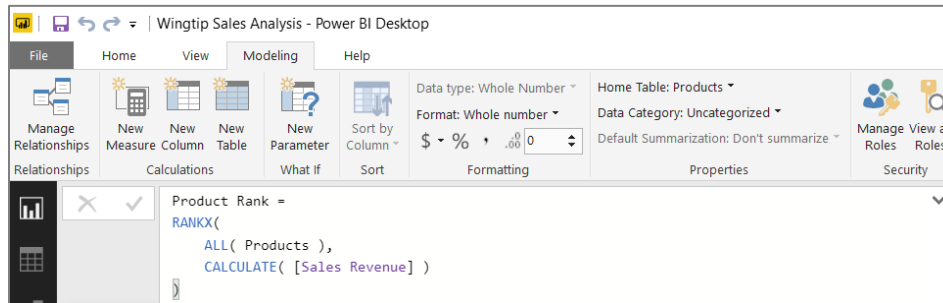 Wingtip Sales Analysis - Power BI Desktop
File Home View Modeling Help
Manage Relationships
New Measure
New Column
New Table
New Parameter
Sort by Column
Data type: Whole Number
Format: Whole number
$ % , .00 0
Home Table: Products
Data Category: Uncategorized
Default Summarization: Don't summarize
Manage Roles
View
Roles
Relationships Calculations What If Sort Formatting Properties Security
Product Rank =
RANKX(
ALL( Products ),
CALCULATE( [Sales Revenue] )
)